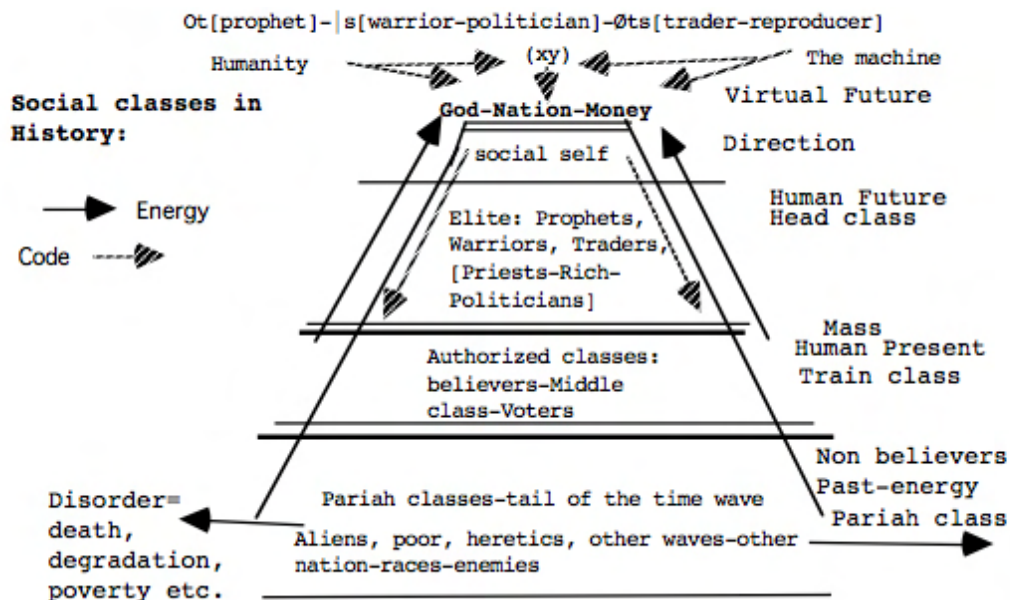 Ot[prophet]-|s[warrior-politician]-Øts[trader-reproducer]
(xy)
Humanity
The machine
Social classes in
History:
God-Nation-Money
Virtual Future
social self
Direction
Energy
Code
Elite: Prophets,
Warriors, Traders,
[Priests-Rich-
Politicians]
Human Future
Head class
Authorized classes:
believers-Middle
class-Voters
Mass
Human Present
Train class
Non believers
Past-energy
Pariah class
Pariah classes-tail of the time wave
Aliens, poor, heretics, other waves-other
nation-races-enemies
Disorder=
death,
degradation,
poverty etc.